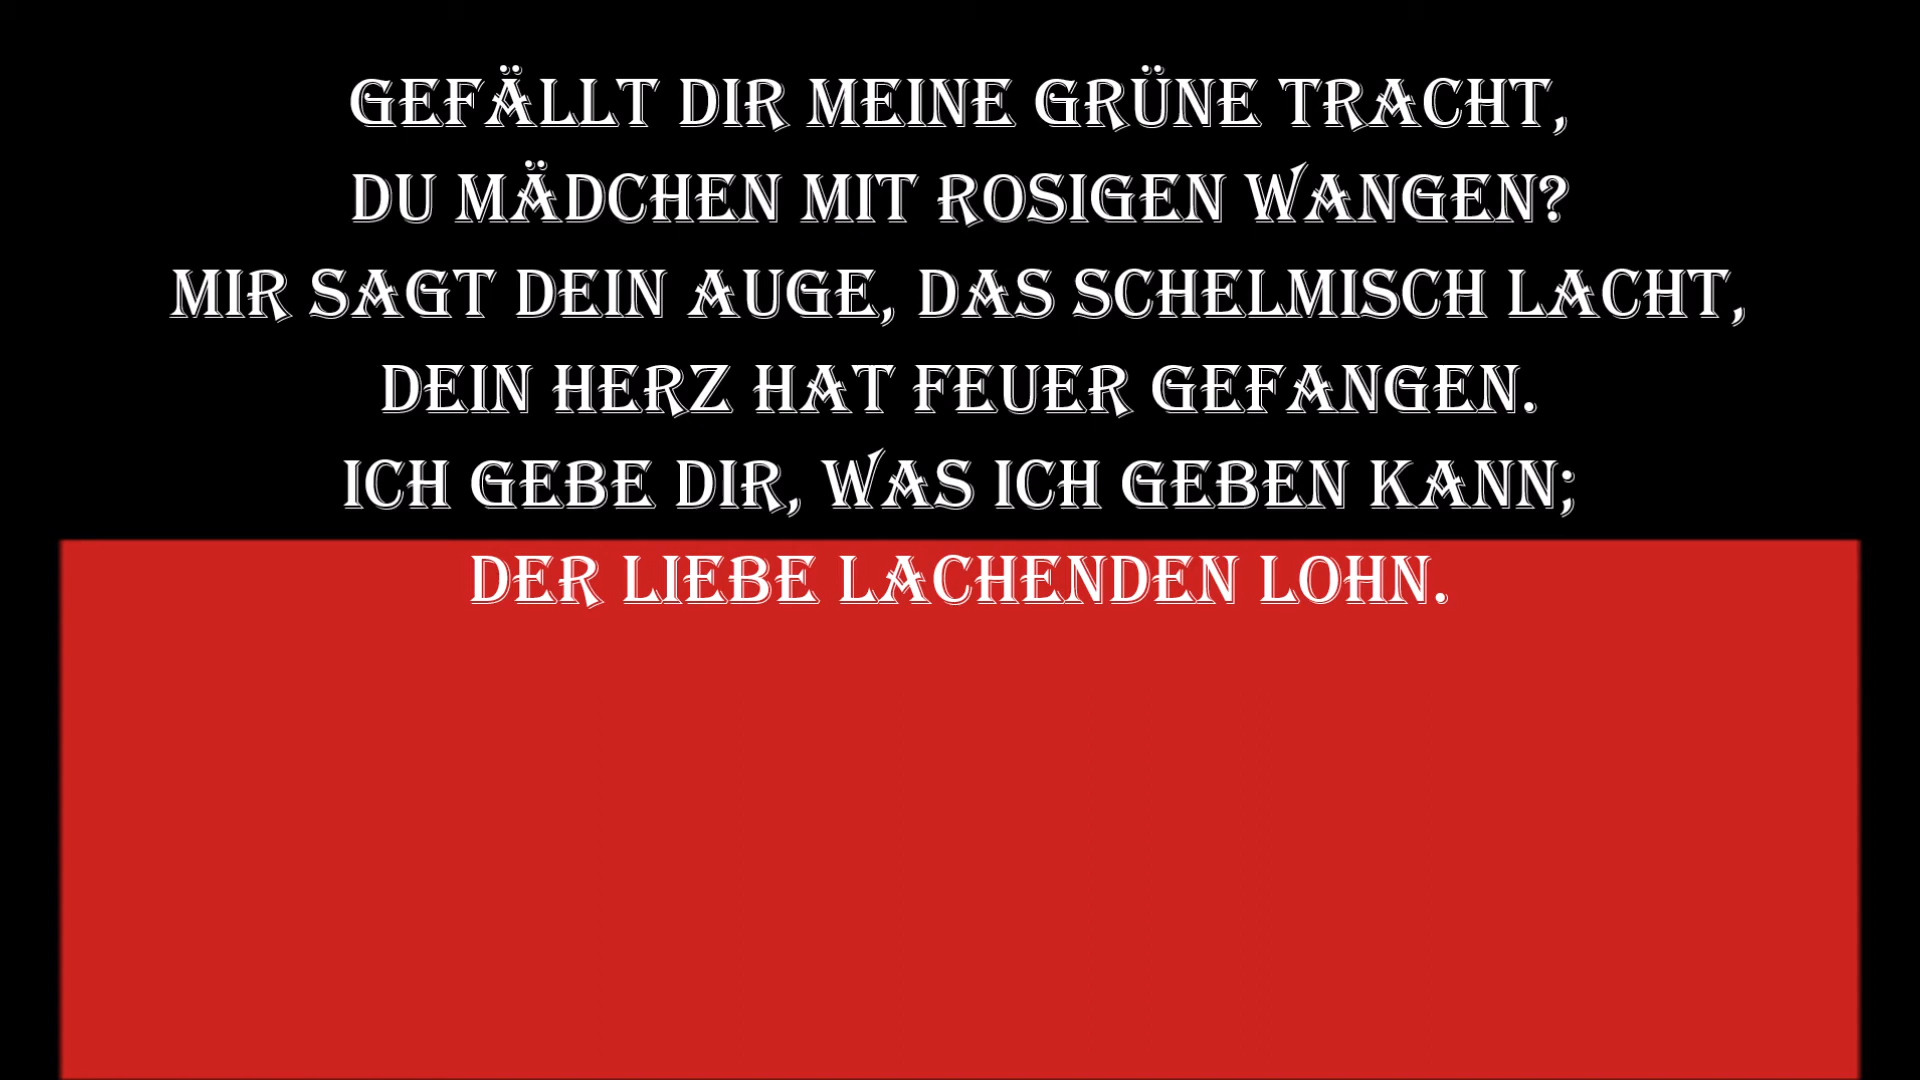 GEFÄLLT DIR MEINE GRÜNE TRACHT,
DU MÄDCHEN MIT ROSIGEN WANGEN?
MIR SAGT DEIN AUGE, DAS SCHELMISCH LACHT,
DEIN HERZ HAT FEUER GEFANGEN.
ICH GEBE DIR, WAS ICH GEBEN KANN;
DER LIEBE LACHENDEN LOHN.